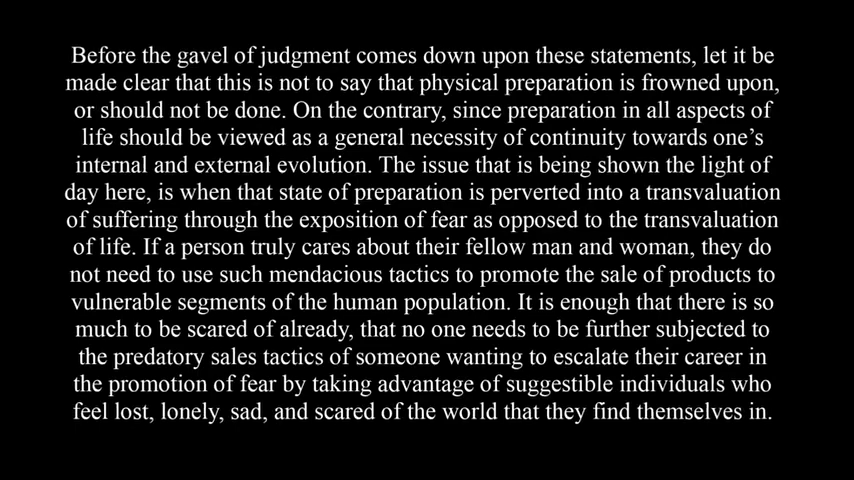 Before the gavel of judgment comes down upon these statements, let it be
made clear that this is not to say that physical preparation is frowned upon,
or should not be done. On the contrary, since preparation in all aspects of
life should be viewed as a general necessity of continuity towards one’s
internal and external evolution. The issue that is being shown the light of
day here, is when that state of preparation is perverted into a transvaluation
of suffering through the exposition of fear as opposed to the transvaluation
of life. If a person truly cares about their fellow man and woman, they do
not need to use such mendacious tactics to promote the sale of products to
vulnerable segments of the human population. It is enough that there is so
much to be scared of already, that no one needs to be further subjected to
the predatory sales tactics of someone wanting to escalate their career in
the promotion of fear by taking advantage of suggestible individuals who
feel lost, lonely, sad, and scared of the world that they find themselves in.